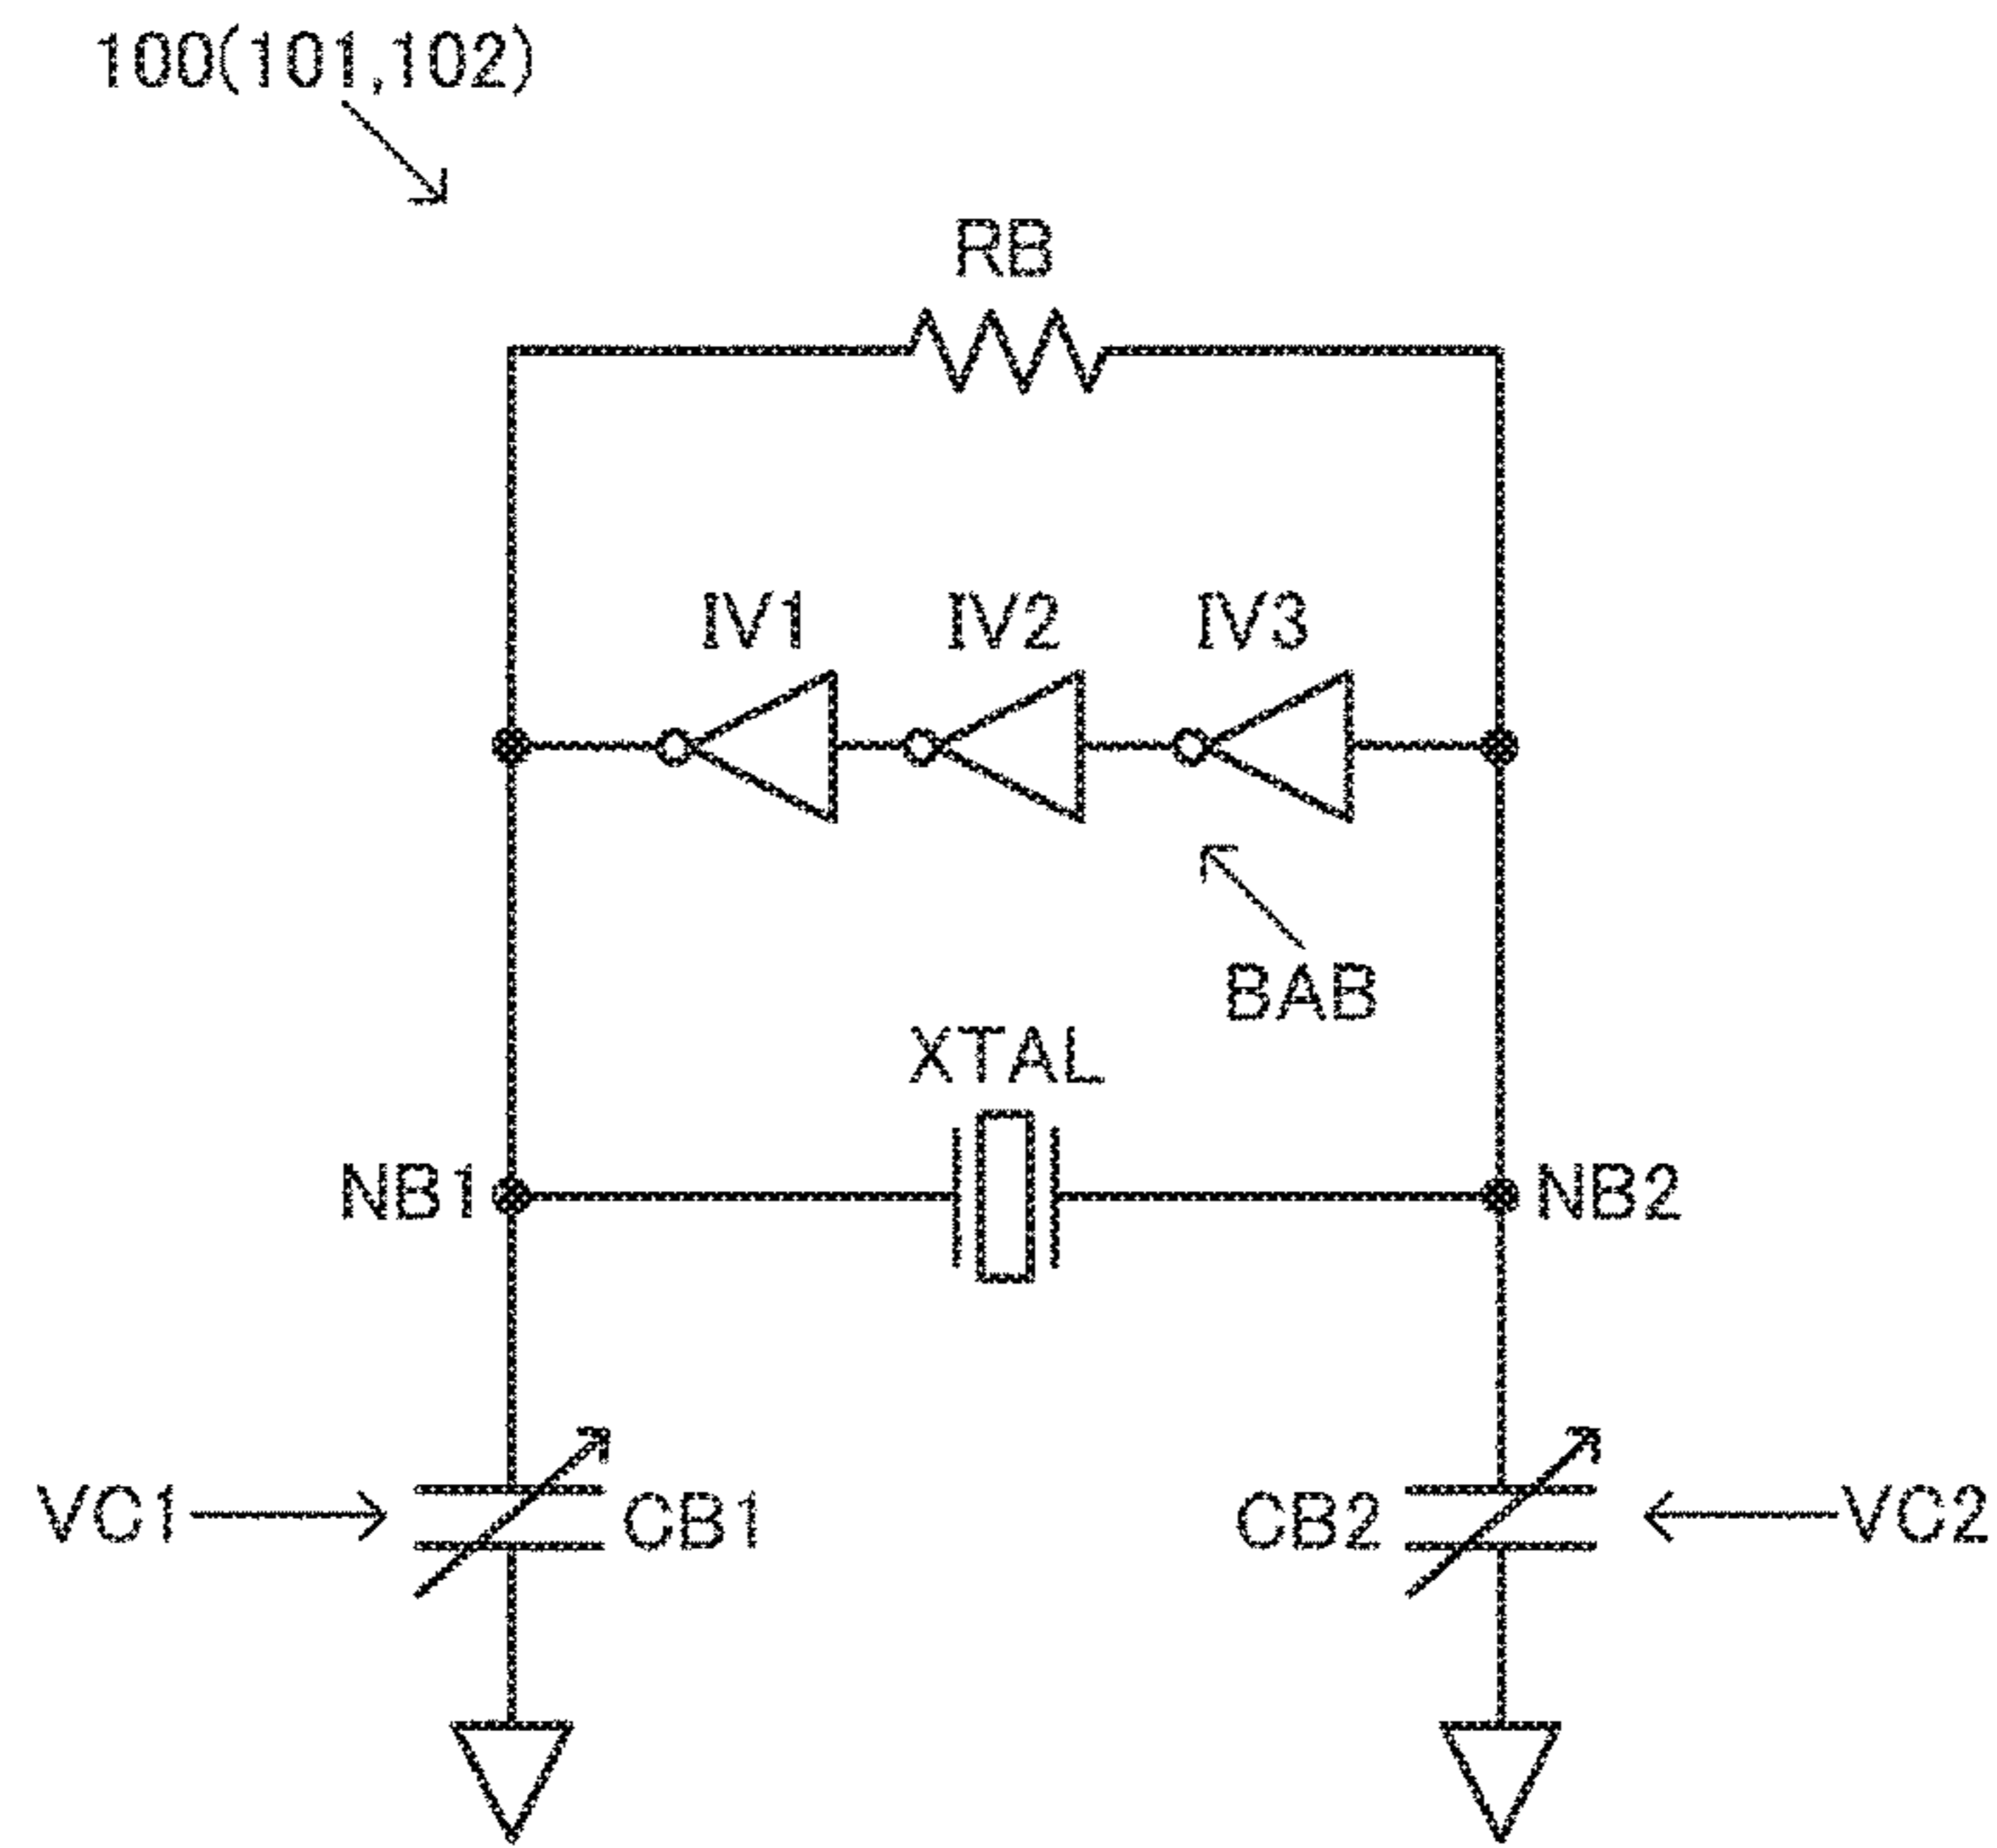 100(101,102)
RB
IV1 IV2 IV3
BAB
XTAL
NB1 NB2
VC1 CB1 CB2 VC2